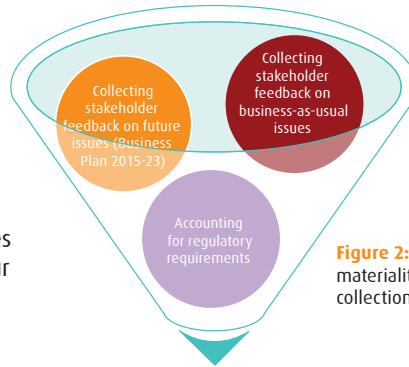 Collecting
stakeholder
feedback on future
issues (Business
Plan 2015-23)
Collecting
stakeholder
feedback on
business-as-usual
issues
Accounting
for regulatory
requirements
Figure 2:
materialit
collection